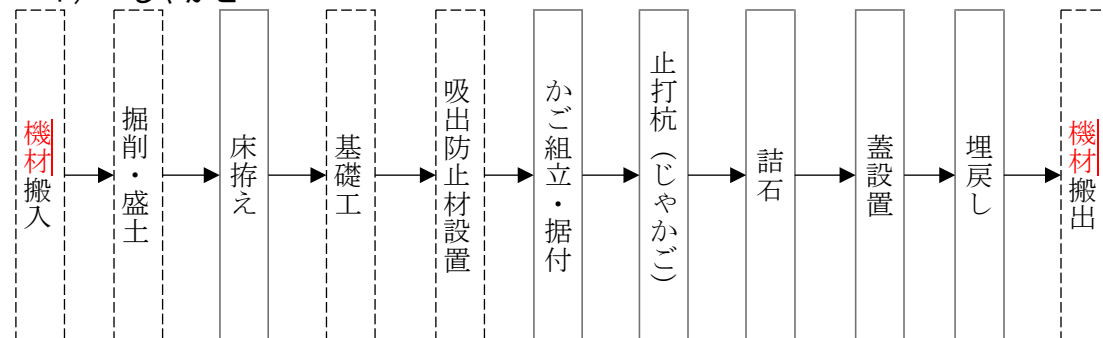 機材搬入
掘削・盛土
床拵え
基礎工
吸出防止材設置
かご組立・据付
止打杭（じゃかご）
詰石
蓋設置
埋戻し
機材搬出